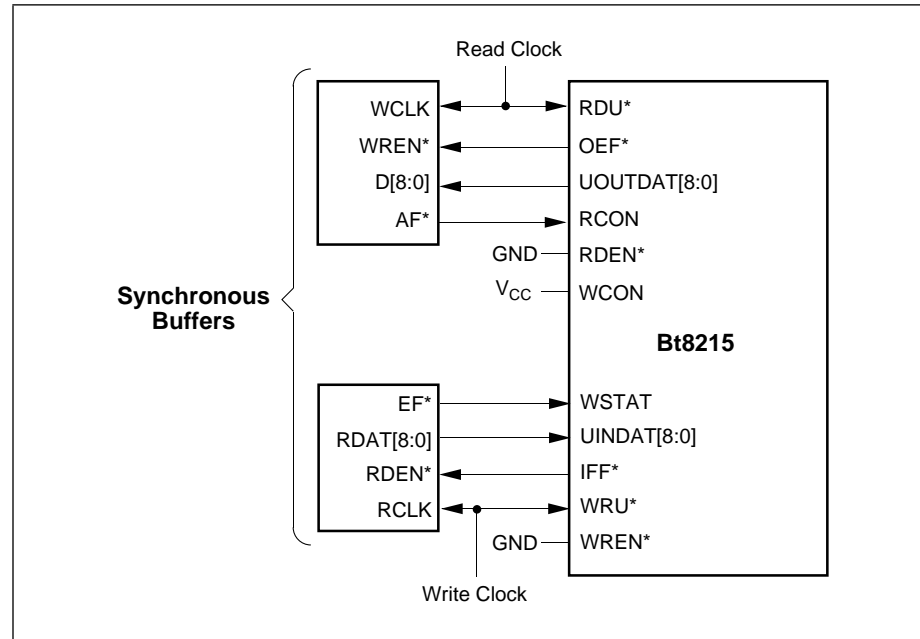 Read Clock
WCLK
RDU*
WREN*
OEF*
D[8:0]
UOUTDAT[8:0]
AF*
RCON
GND
RDEN*
VCC
WCON
Synchronous
Buffers
Bt8215
EF*
WSTAT
RDAT[8:0]
UINDAT[8:0]
RDEN*
IFF*
RCLK
WRU*
GND
WREN*
Write Clock